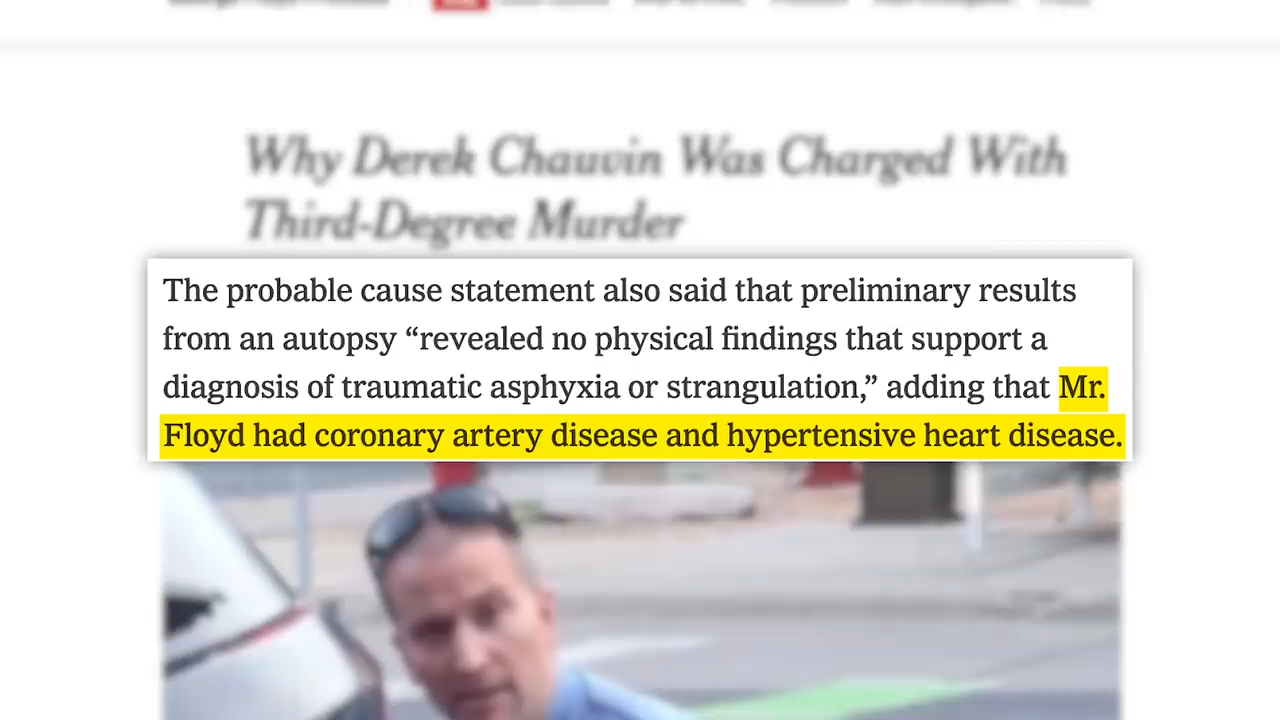 Why Derek Chauvin Was Charged With
Third-Degree Murder
The probable cause statement also said that preliminary results
from an autopsy “revealed no physical findings that support a
diagnosis of traumatic asphyxia or strangulation,” adding that Mr.
Floyd had coronary artery disease and hypertensive heart disease.